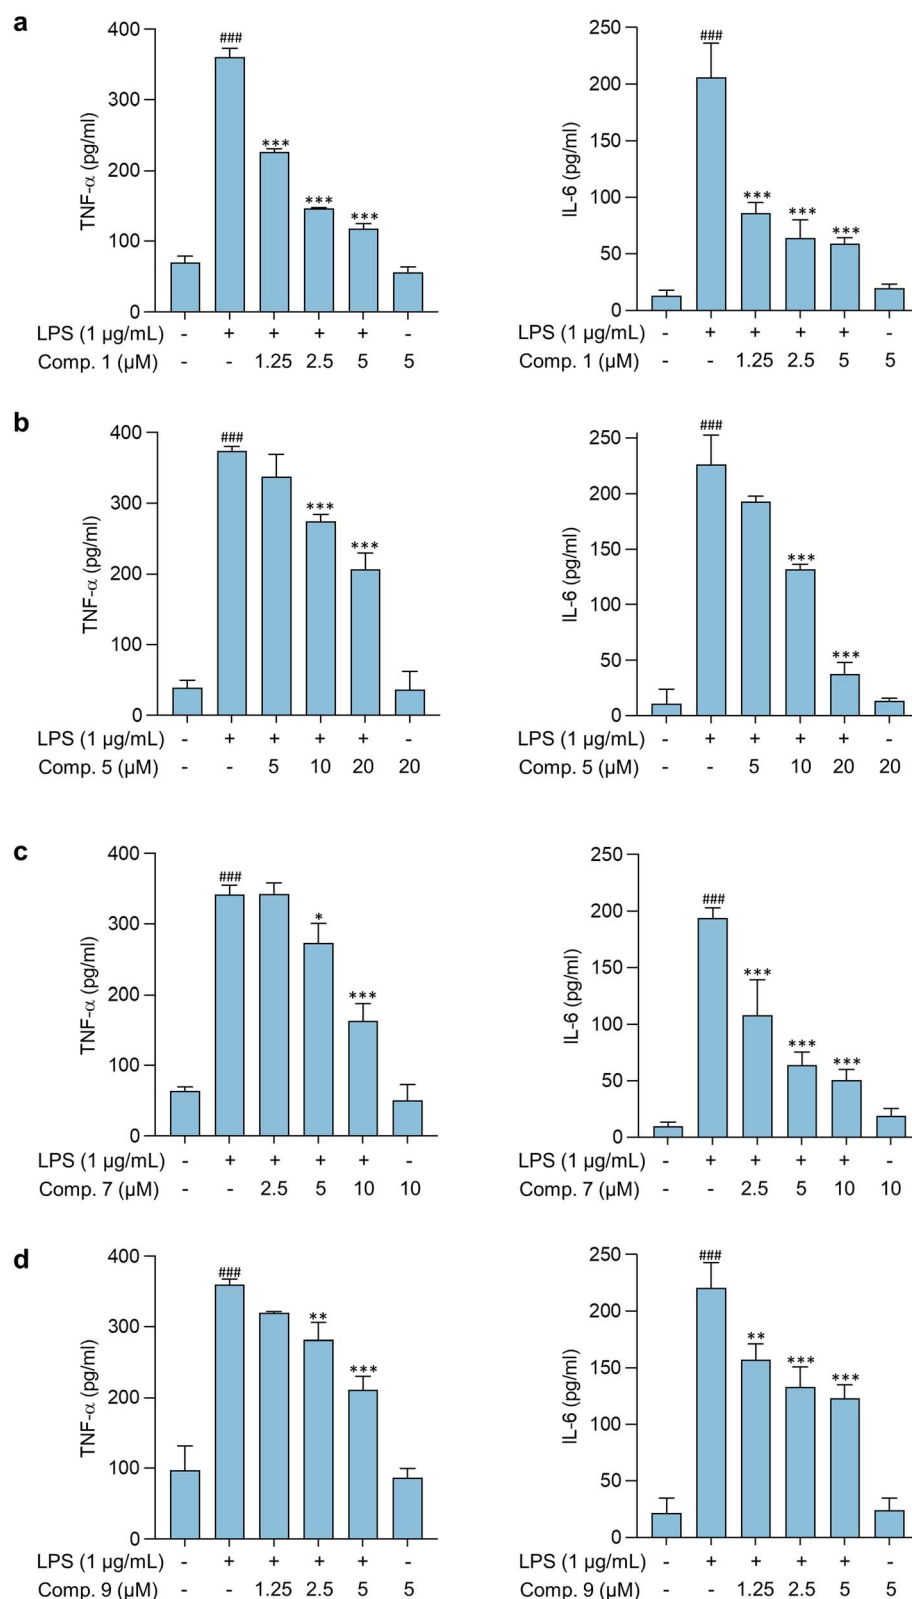 a
TNF-α (pg/ml)
400
300
200
100
0
###
***
***
***
LPS (1 µg/mL) - + + + + -
Comp. 1 (µM) - - 1.25 2.5 5 5
IL-6 (pg/ml)
250
200
150
100
50
0
###
***
***
***
LPS (1 µg/mL) - + + + + -
Comp. 1 (µM) - - 1.25 2.5 5 5
b
TNF-α (pg/ml)
400
300
200
100
0
###
***
***
LPS (1 µg/mL) - + + + + -
Comp. 5 (µM) - - 5 10 20 20
IL-6 (pg/ml)
250
200
150
100
50
0
###
***
***
LPS (1 µg/mL) - + + + + -
Comp. 5 (µM) - - 5 10 20 20
c
TNF-α (pg/ml)
400
300
200
100
0
###
*
***
LPS (1 µg/mL) - + + + + -
Comp. 7 (µM) - - 2.5 5 10 10
IL-6 (pg/ml)
250
200
150
100
50
0
###
***
***
***
LPS (1 µg/mL) - + + + + -
Comp. 7 (µM) - - 2.5 5 10 10
d
TNF-α (pg/ml)
400
300
200
100
0
###
**
***
LPS (1 µg/mL) - + + + + -
Comp. 9 (µM) - - 1.25 2.5 5 5
IL-6 (pg/ml)
250
200
150
100
50
0
###
**
***
***
LPS (1 µg/mL) - + + + + -
Comp. 9 (µM) - - 1.25 2.5 5 5